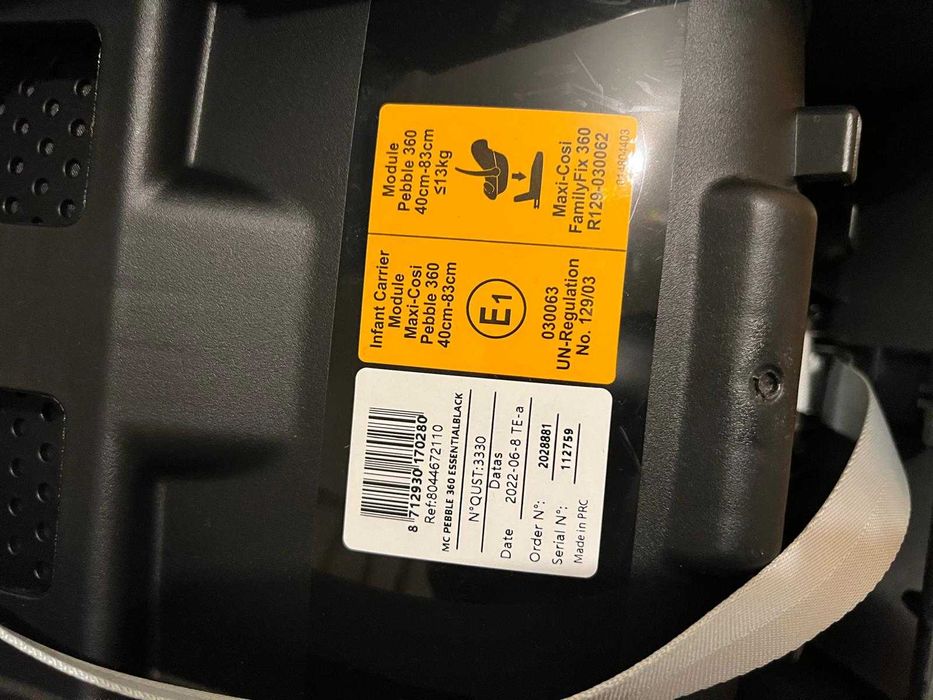 Infant Carrier
Module
Maxi-Cosi
Pebble 360
40cm-83cm
E1
030063
UN-Regulation
No. 129/03
Module
Pebble 360
40cm-83cm
≤13kg
Maxi-Cosi
FamilyFix 360
R129-030062
8 712930 170280
Ref:8044672110
MC PEBBLE 360 ESSENTIALBLACK
N°QUST:3330
Datas
Date 2022-06-8 TE-a
Order N°: 2028881
Serial N°: 112759
Made in PRC